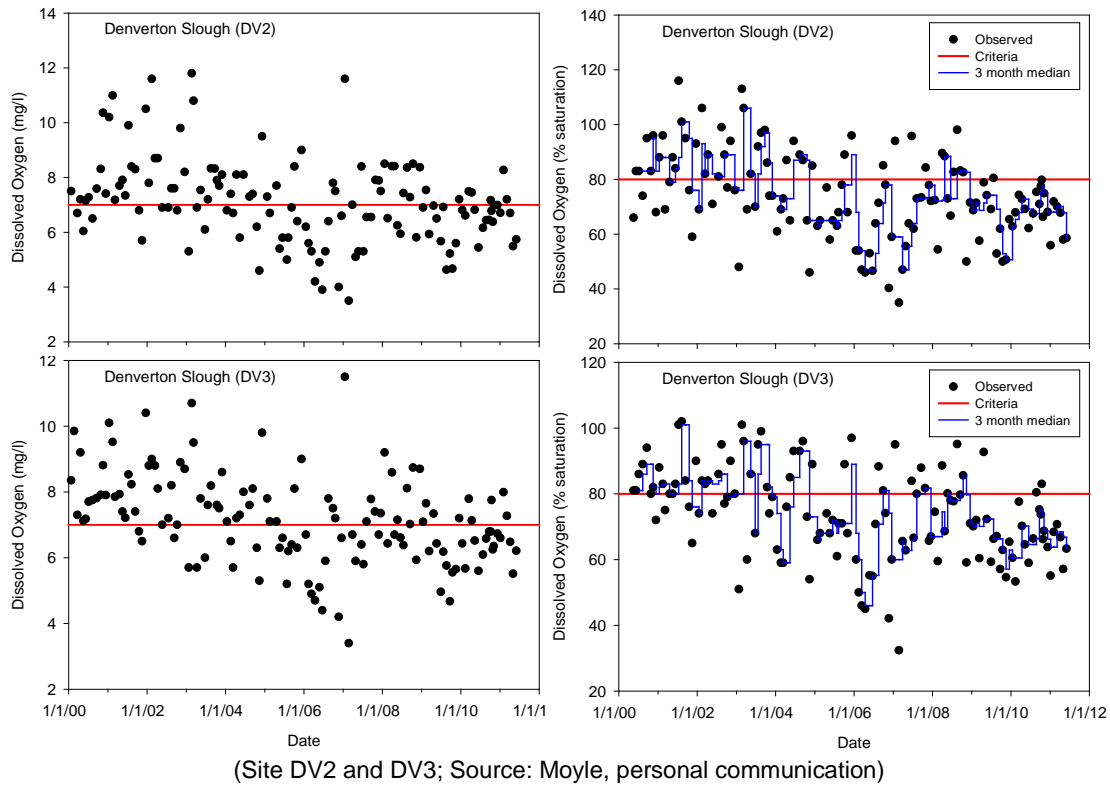 Denverton Slough (DV2)
Dissolved Oxygen (mg/l)
14
12
10
8
6
4
2
Denverton Slough (DV2)
Observed
Criteria
3 month median
Dissolved Oxygen (% saturation)
140
120
100
80
60
40
20
Denverton Slough (DV3)
Dissolved Oxygen (mg/l)
12
10
8
6
4
2
1/1/00
1/1/02
1/1/04
1/1/06
1/1/08
1/1/10
1/1/1
Date
Denverton Slough (DV3)
Observed
Criteria
3 month median
Dissolved Oxygen (% saturation)
120
100
80
60
40
20
1/1/00
1/1/02
1/1/04
1/1/06
1/1/08
1/1/10
1/1/12
Date
(Site DV2 and DV3; Source: Moyle, personal communication)